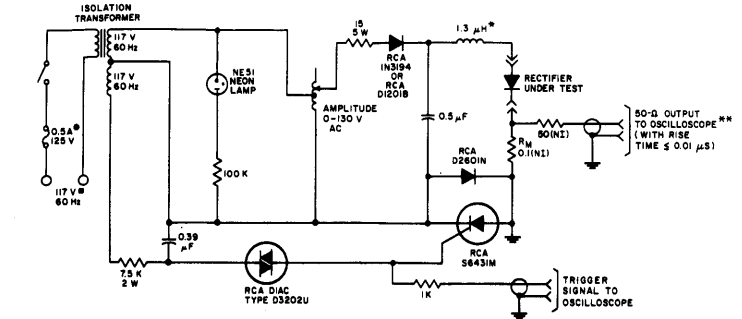 ISOLATION
TRANSFORMER
117 V
60 Hz
117 V
60 Hz
0.5A*
125 V
117 V
60 Hz
NE51
NEON
LAMP
100 K
AMPLITUDE
0-130 V
AC
15
5 W
RCA
IN3194
OR
RCA
D1201B
1.3 μH*
RECTIFIER
UNDER TEST
0.5 μF
50(NI)
RM
0.1(NI)
50-Ω OUTPUT
TO OSCILLOSCOPE**
(WITH RISE
TIME ≤ 0.01 μS)
RCA
D2601N
RCA
S6431M
0.39
μF
7.5 K
2 W
RCA DIAC
TYPE D3202U
1K
TRIGGER
SIGNAL TO
OSCILLOSCOPE